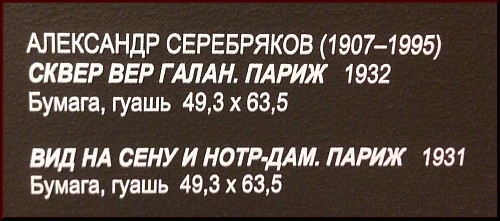 АЛЕКСАНДР СЕРЕБРЯКОВ (1907–1995)
СКВЕР ВЕР ГАЛАН. ПАРИЖ 1932
Бумага, гуашь 49,3 х 63,5
ВИД НА СЕНУ И НОТР-ДАМ. ПАРИЖ 1931
Бумага, гуашь 49,3 х 63,5